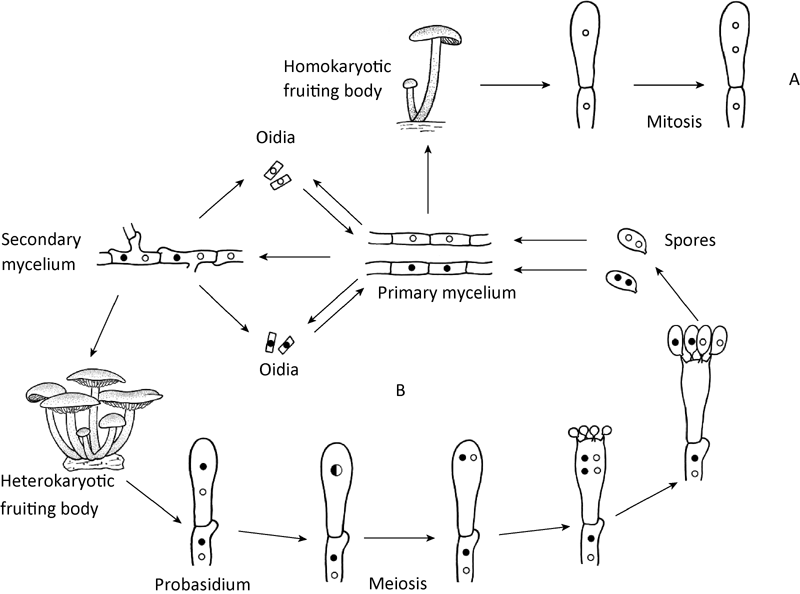 Homokaryotic
fruiting body
A
Mitosis
Oidia
Secondary
mycelium
Spores
Primary mycelium
Oidia
B
Heterokaryotic
fruiting body
Probasidium
Meiosis